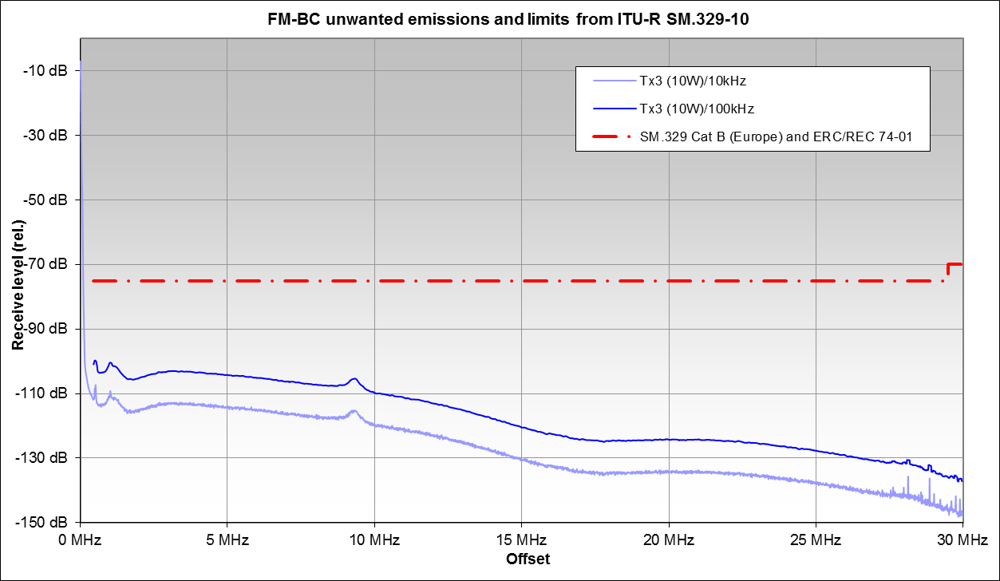 FM-BC unwanted emissions and limits from ITU-R SM.329-10
Tx3 (10W)/10kHz
Tx3 (10W)/100kHz
SM.329 Cat B (Europe) and ERC/REC 74-01
Receive level (rel.)
-10 dB
-30 dB
-50 dB
-70 dB
-90 dB
-110 dB
-130 dB
-150 dB
0 MHz
5 MHz
10 MHz
15 MHz
20 MHz
25 MHz
30 MHz
Offset